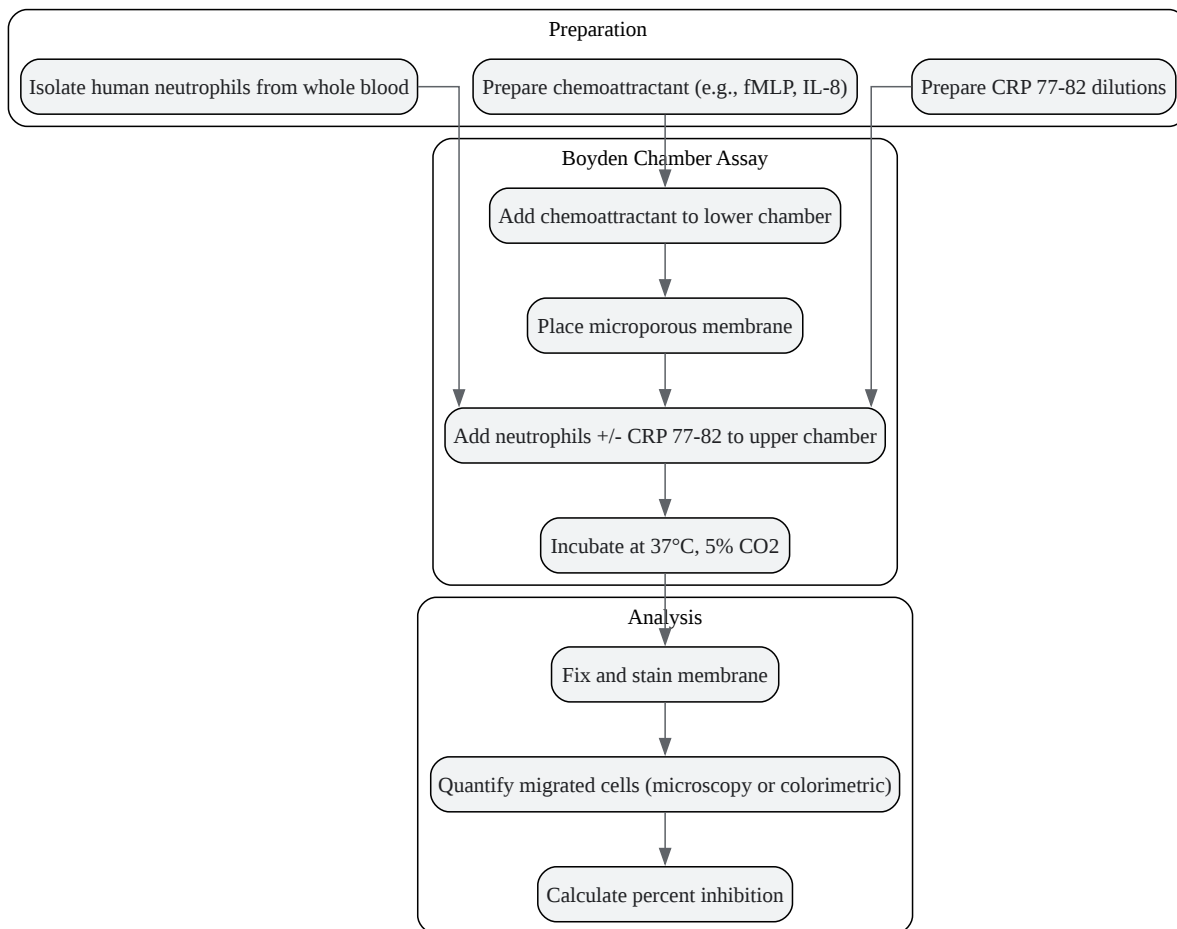 Preparation
Isolate human neutrophils from whole blood
Prepare chemoattractant (e.g., fMLP, IL-8)
Prepare CRP 77-82 dilutions
Boyden Chamber Assay
Add chemoattractant to lower chamber
Place microporous membrane
Add neutrophils +/- CRP 77-82 to upper chamber
Incubate at 37°C, 5% CO2
Analysis
Fix and stain membrane
Quantify migrated cells (microscopy or colorimetric)
Calculate percent inhibition